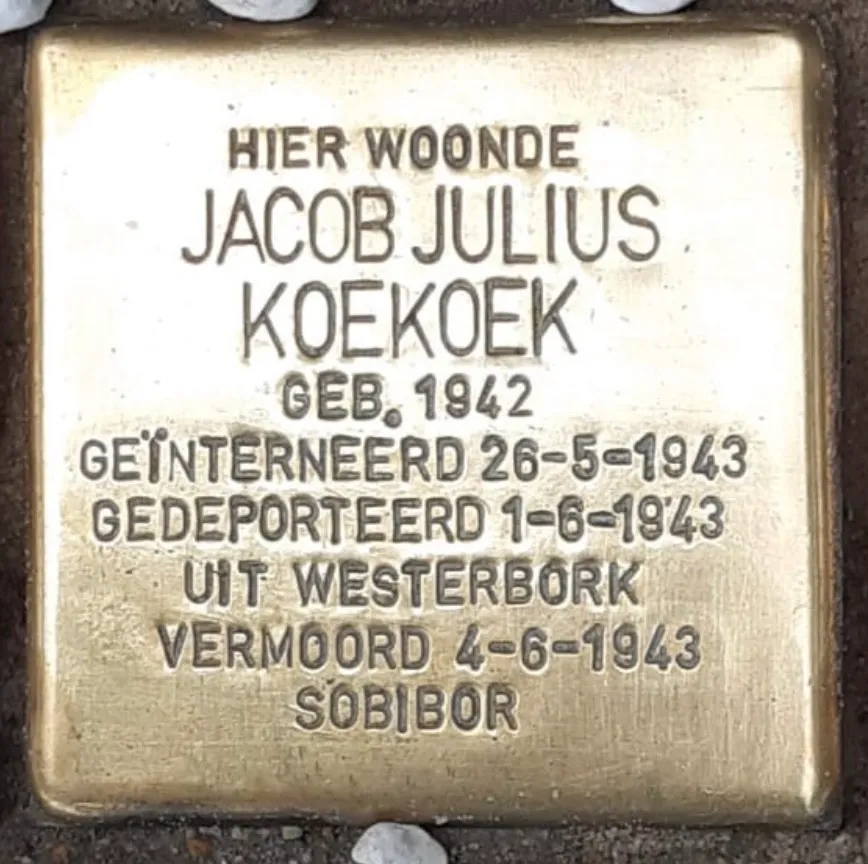 HIER WOONDE
JACOB JULIUS
KOEKOEK
GEB. 1942
GEÏNTERNEERD 26-5-1943
GEDEPORTEERD 1-6-1943
UIT WESTERBORK
VERMOORD 4-6-1943
SOBIBOR